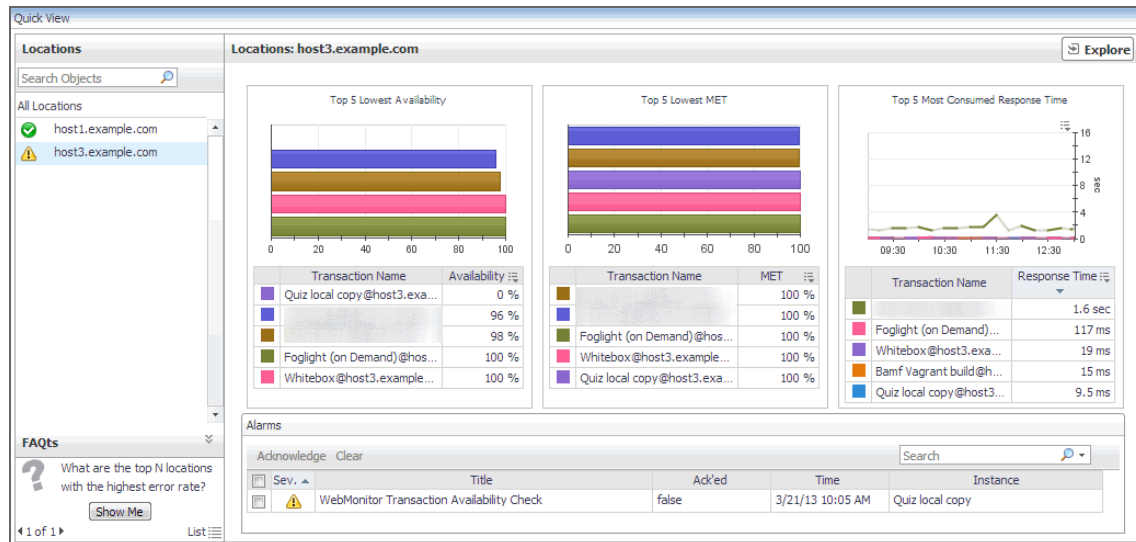 Quick View
Locations
Search Objects
All Locations
host1.example.com
host3.example.com
FAQts
What are the top N locations
with the highest error rate?
Show Me
1 of 1
List
Locations: host3.example.com
Explore
Top 5 Lowest Availability
0 20 40 60 80 100
Transaction Name Availability
Quiz local copy@host3.exa... 0 %
96 %
98 %
Foglight (on Demand)@hos... 100 %
Whitebox@host3.example... 100 %
Top 5 Lowest MET
0 20 40 60 80 100
Transaction Name MET
100 %
100 %
Foglight (on Demand)@hos... 100 %
Whitebox@host3.example... 100 %
Quiz local copy@host3.exa... 100 %
Top 5 Most Consumed Response Time
16
12
8
4
0
sec
09:30 10:30 11:30 12:30
Transaction Name Response Time
1.6 sec
Foglight (on Demand)... 117 ms
Whitebox@host3.exa... 19 ms
Bamf Vagrant build@h... 15 ms
Quiz local copy@host3... 9.5 ms
Alarms
Acknowledge Clear
Search
Sev. Title Ack'ed Time Instance
WebMonitor Transaction Availability Check false 3/21/13 10:05 AM Quiz local copy